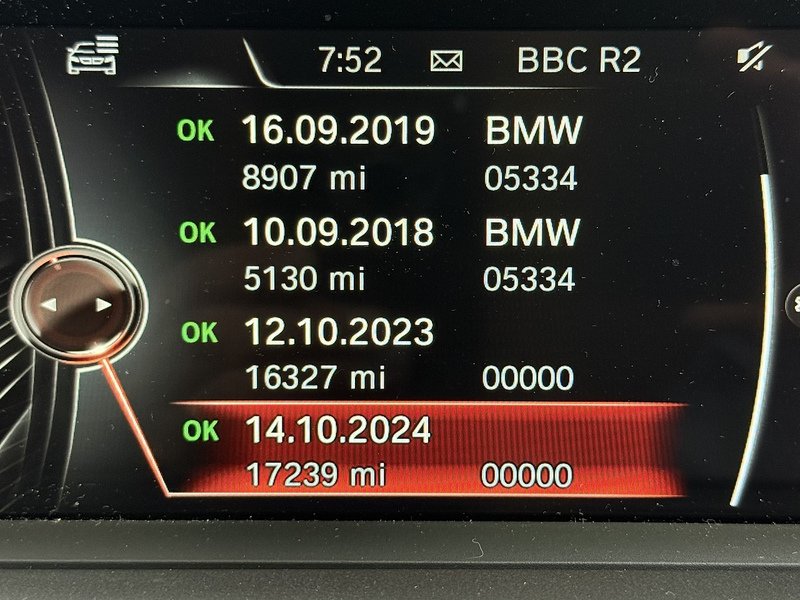 7:52 BBC R2
OK 16.09.2019 BMW
8907 mi 05334
OK 10.09.2018 BMW
5130 mi 05334
OK 12.10.2023
16327 mi 00000
OK 14.10.2024
17239 mi 00000